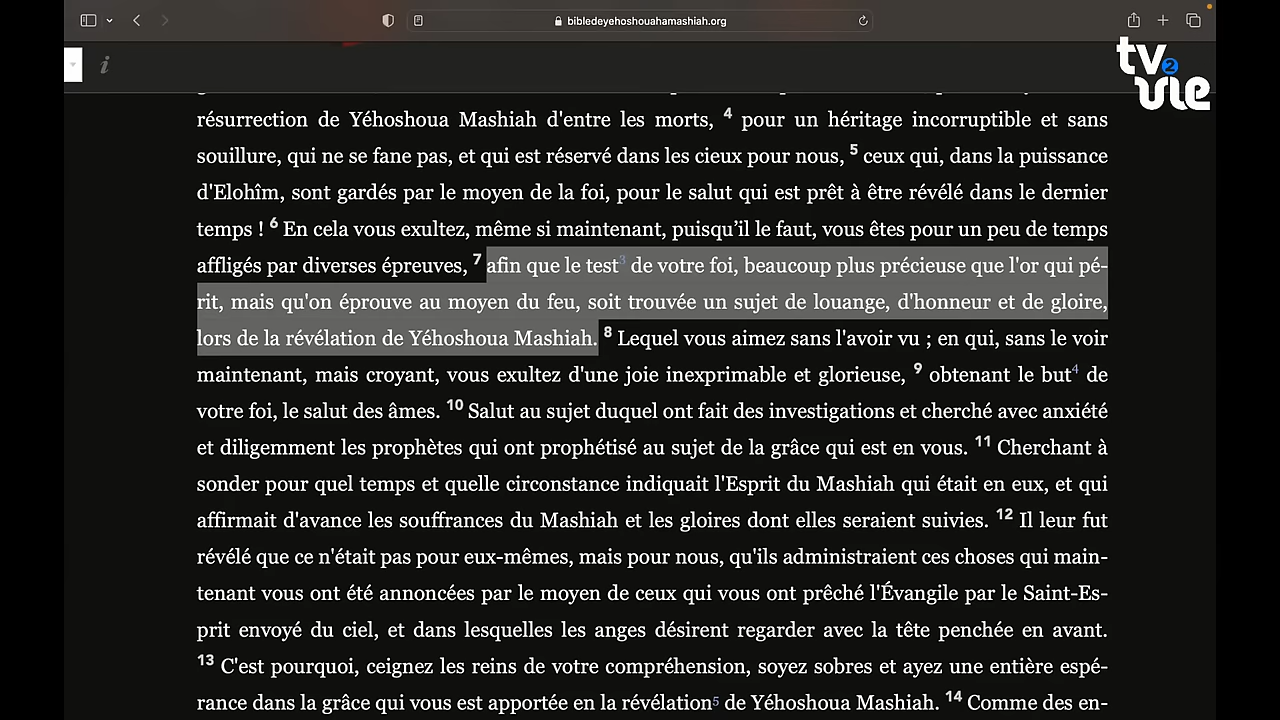 bibledeyehoshouahamashiah.org
i
tv2vie
résurrection de Yéhoshoua Mashiah d'entre les morts, 4 pour un héritage incorruptible et sans
souillure, qui ne se fane pas, et qui est réservé dans les cieux pour nous, 5 ceux qui, dans la puissance
d'Elohîm, sont gardés par le moyen de la foi, pour le salut qui est prêt à être révélé dans le dernier
temps ! 6 En cela vous exultez, même si maintenant, puisqu’il le faut, vous êtes pour un peu de temps
affligés par diverses épreuves, 7 afin que le test3 de votre foi, beaucoup plus précieuse que l'or qui pé-
rit, mais qu'on éprouve au moyen du feu, soit trouvée un sujet de louange, d'honneur et de gloire,
lors de la révélation de Yéhoshoua Mashiah. 8 Lequel vous aimez sans l'avoir vu ; en qui, sans le voir
maintenant, mais croyant, vous exultez d'une joie inexprimable et glorieuse, 9 obtenant le but4 de
votre foi, le salut des âmes. 10 Salut au sujet duquel ont fait des investigations et cherché avec anxiété
et diligemment les prophètes qui ont prophétisé au sujet de la grâce qui est en vous. 11 Cherchant à
sonder pour quel temps et quelle circonstance indiquait l'Esprit du Mashiah qui était en eux, et qui
affirmait d'avance les souffrances du Mashiah et les gloires dont elles seraient suivies. 12 Il leur fut
révélé que ce n'était pas pour eux-mêmes, mais pour nous, qu'ils administraient ces choses qui main-
tenant vous ont été annoncées par le moyen de ceux qui vous ont prêché l'Évangile par le Saint-Es-
prit envoyé du ciel, et dans lesquelles les anges désirent regarder avec la tête penchée en avant.
13 C'est pourquoi, ceignez les reins de votre compréhension, soyez sobres et ayez une entière espé-
rance dans la grâce qui vous est apportée en la révélation5 de Yéhoshoua Mashiah. 14 Comme des en-